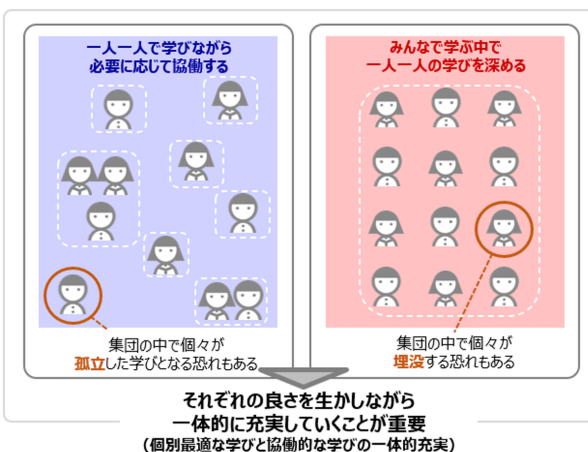 一人一人で学びながら
必要に応じて協働する
集団の中で個々が
孤立した学びとなる恐れもある
みんなで学ぶ中で
一人一人の学びを深める
集団の中で個々が
埋没する恐れもある
それぞれの良さを生かしながら
一体的に充実していくことが重要
(個別最適な学びと協働的な学びの一体的充実)